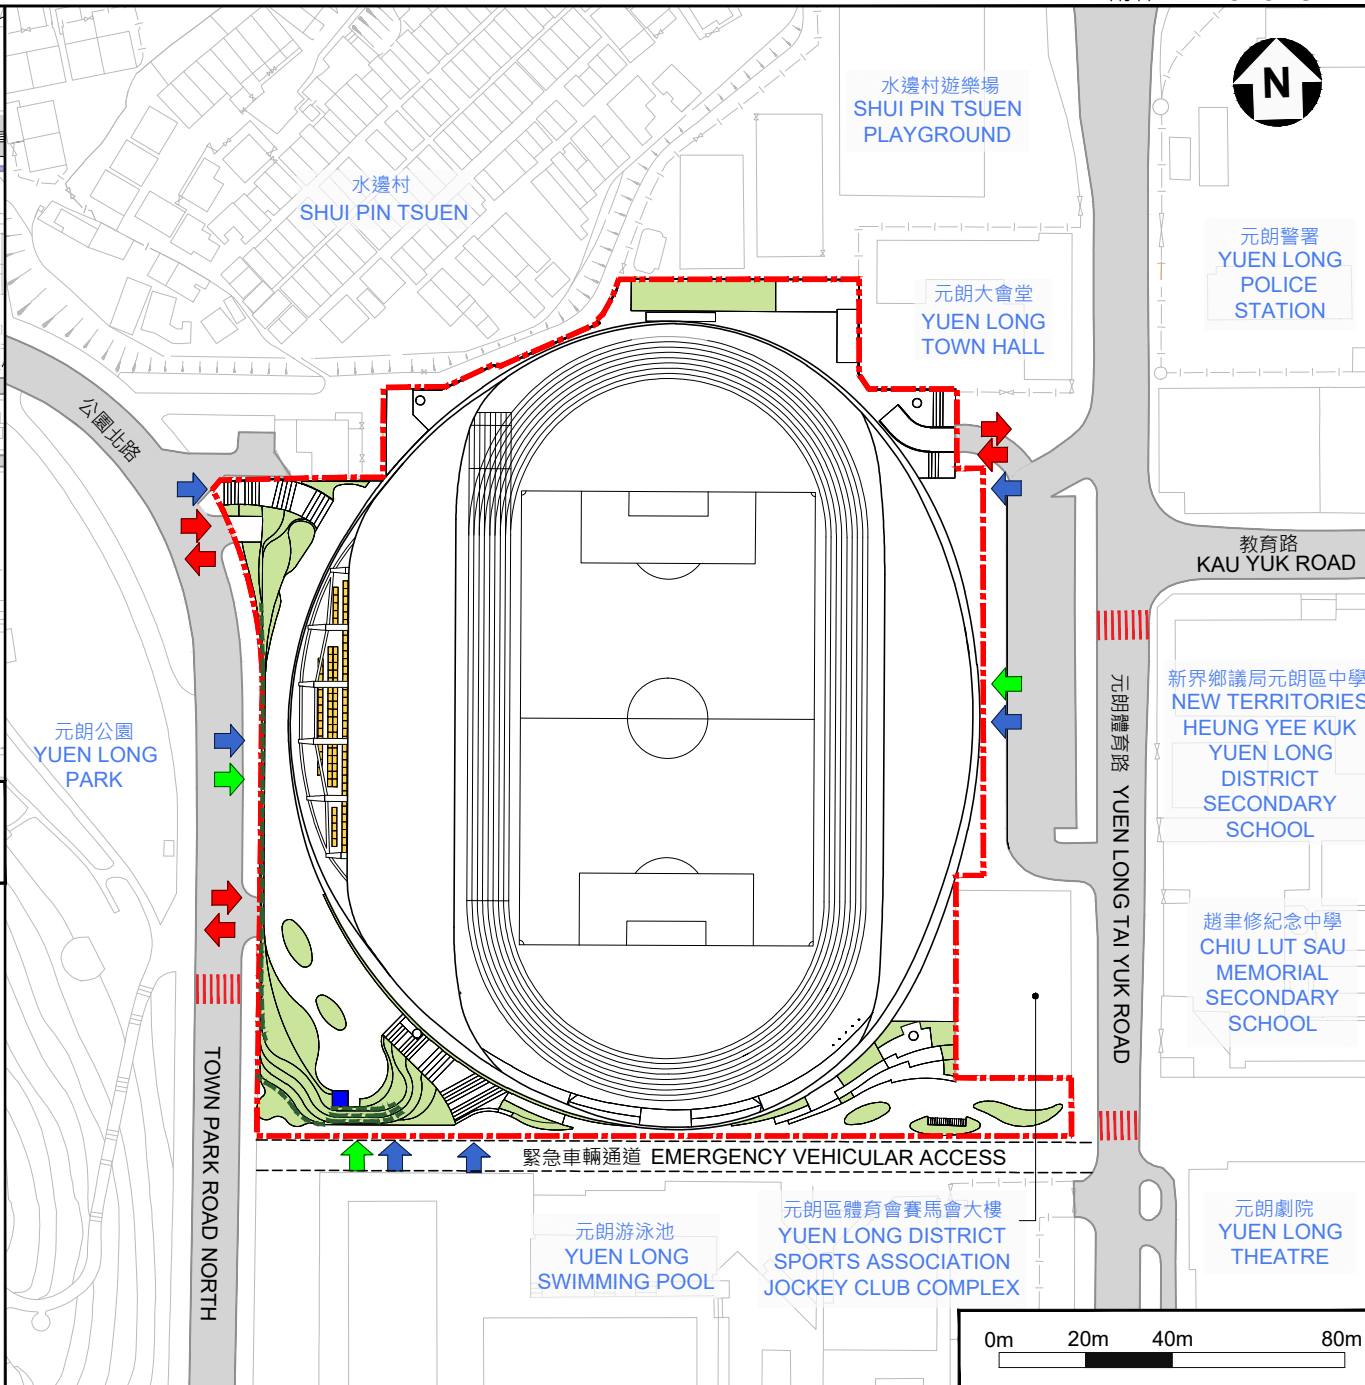 N
水邊村遊樂場
SHUI PIN TSUEN
PLAYGROUND
水邊村
SHUI PIN TSUEN
元朗警署
YUEN LONG
POLICE
STATION
元朗大會堂
YUEN LONG
TOWN HALL
公園北路
教育路
KAU YUK ROAD
新界鄉議局元朗區中學
NEW TERRITORIES
HEUNG YEE KUK
YUEN LONG
DISTRICT
SECONDARY
SCHOOL
元朗公園
YUEN LONG
PARK
元朗體育路 YUEN LONG TAI YUK ROAD
趙聿修紀念中學
CHIU LUT SAU
MEMORIAL
SECONDARY
SCHOOL
TOWN PARK ROAD NORTH
緊急車輛通道 EMERGENCY VEHICULAR ACCESS
元朗游泳池
YUEN LONG
SWIMMING POOL
元朗區體育會賽馬會大樓
YUEN LONG DISTRICT
SPORTS ASSOCIATION
JOCKEY CLUB COMPLEX
元朗劇院
YUEN LONG
THEATRE
0m 20m 40m 80m